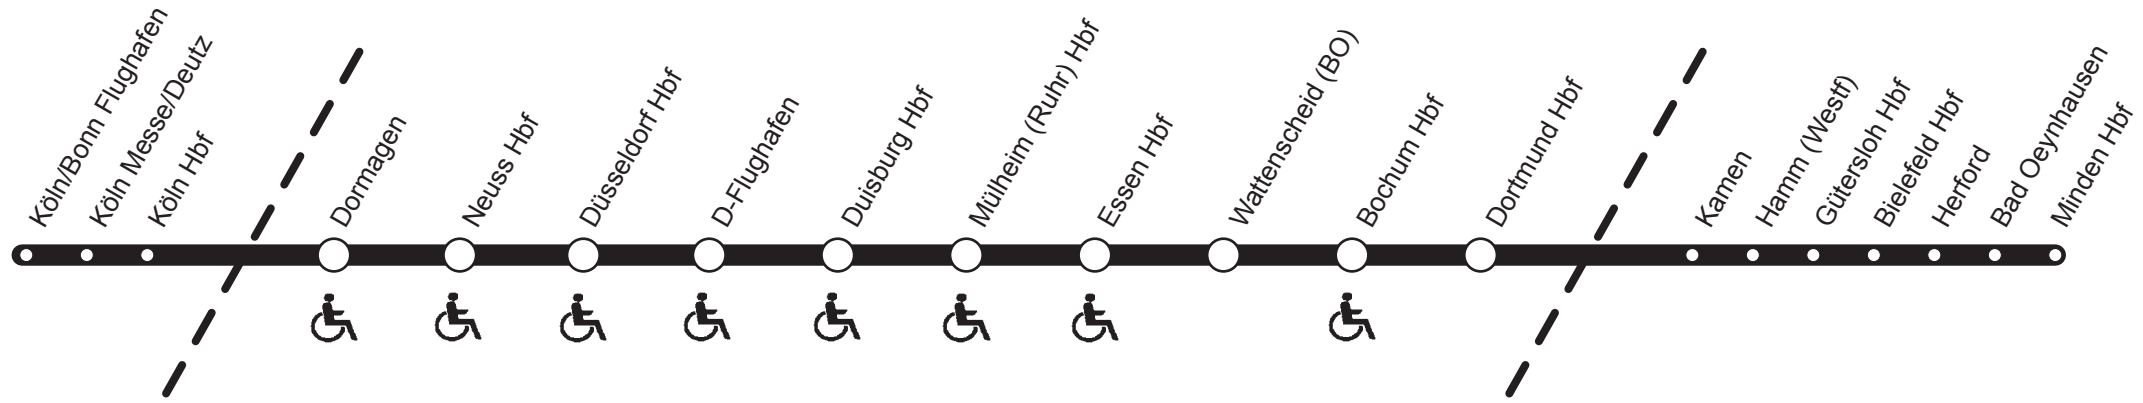 Köln/Bonn Flughafen
Köln Messe/Deutz
Köln Hbf
Dormagen
Neuss Hbf
Düsseldorf Hbf
D-Flughafen
Duisburg Hbf
Mülheim (Ruhr) Hbf
Essen Hbf
Wattenscheid (BO)
Bochum Hbf
Dortmund Hbf
Kamen
Hamm (Westf)
Gütersloh Hbf
Bielefeld Hbf
Herford
Bad Oeynhausen
Minden Hbf